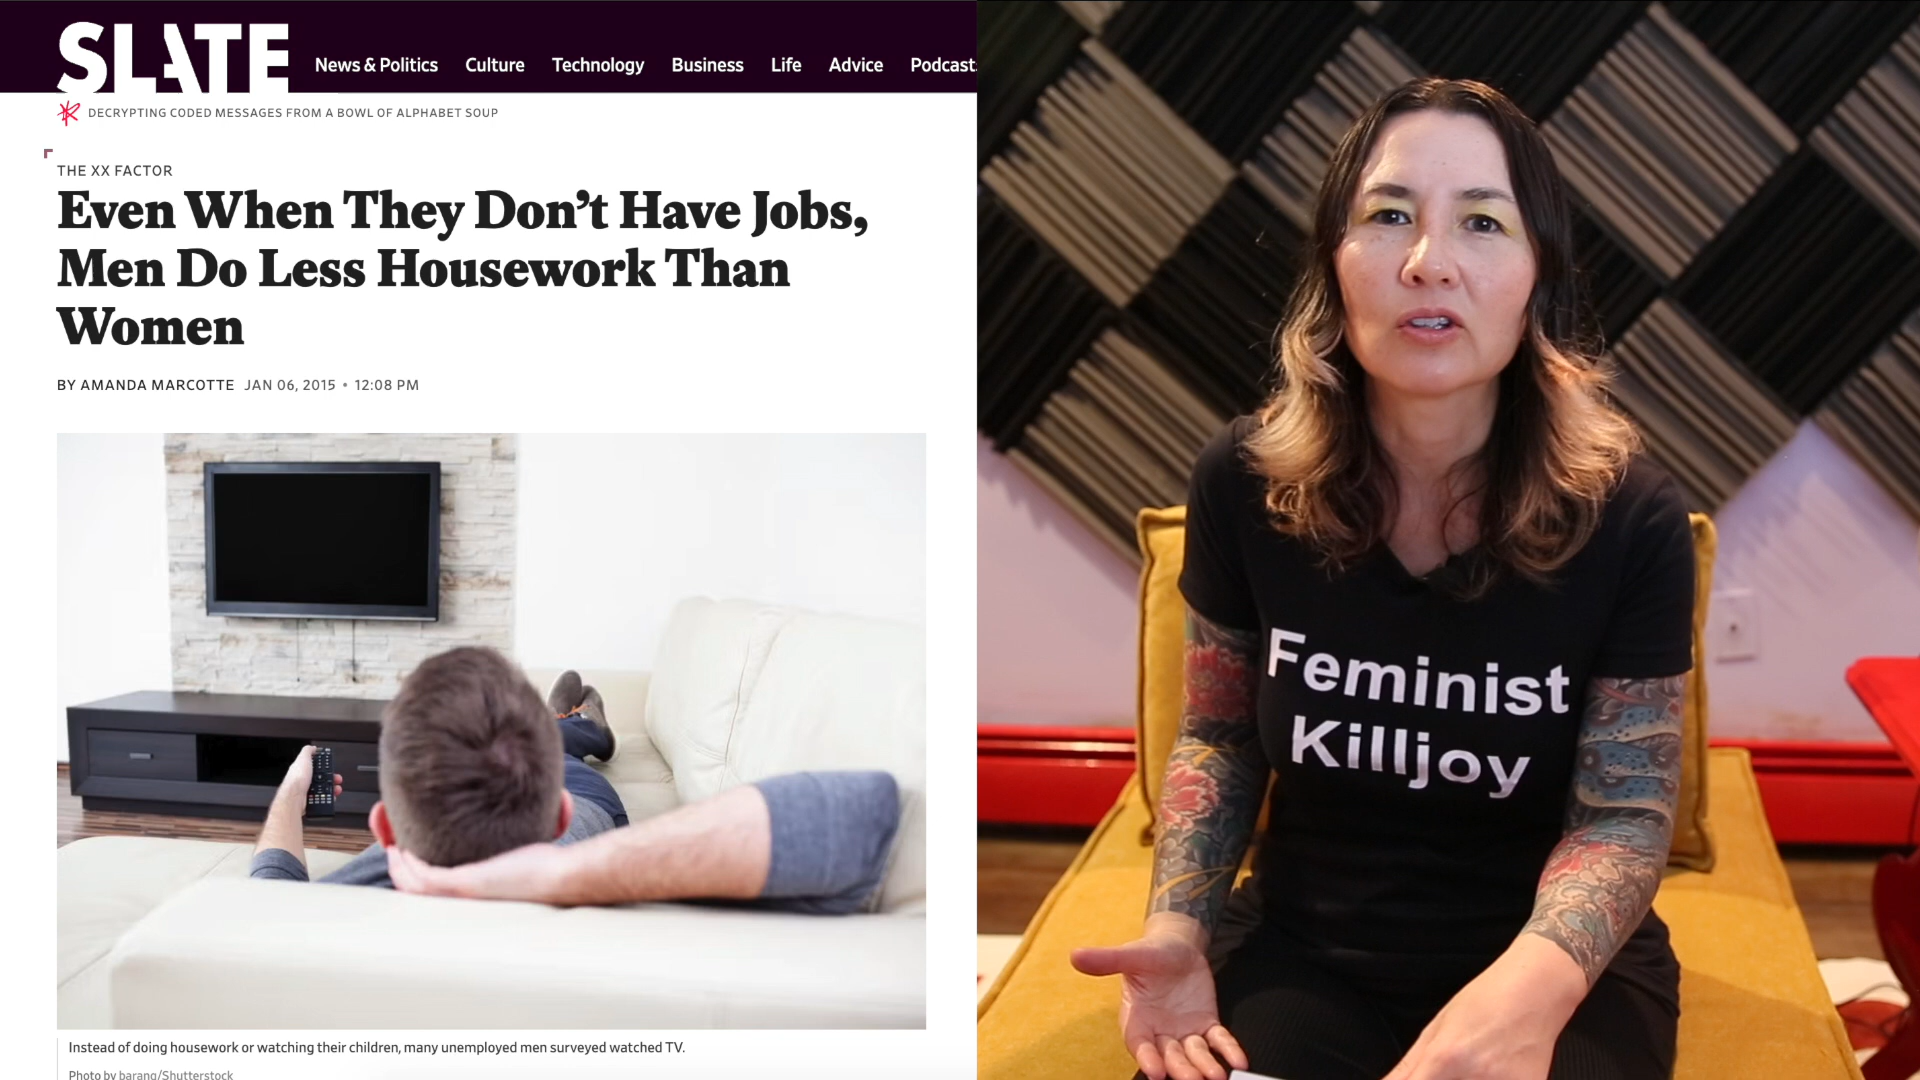 SLATE
News & Politics Culture Technology Business Life Advice Podcast
DECRYPTING CODED MESSAGES FROM A BOWL OF ALPHABET SOUP
THE XX FACTOR
Even When They Don’t Have Jobs,
Men Do Less Housework Than
Women
BY AMANDA MARCOTTE JAN 06, 2015 • 12:08 PM
Instead of doing housework or watching their children, many unemployed men surveyed watched TV.
Photo by barang/Shutterstock
Feminist
Killjoy